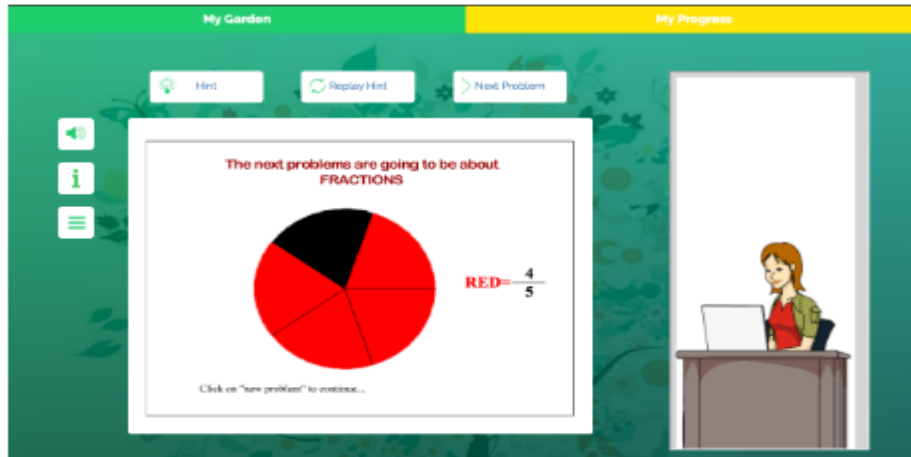 My Garden
My Progress
Hint
Replay Hint
Next Problem
i
The next problems are going to be about
FRACTIONS
RED= 4
5
Click on "new problem" to continue...